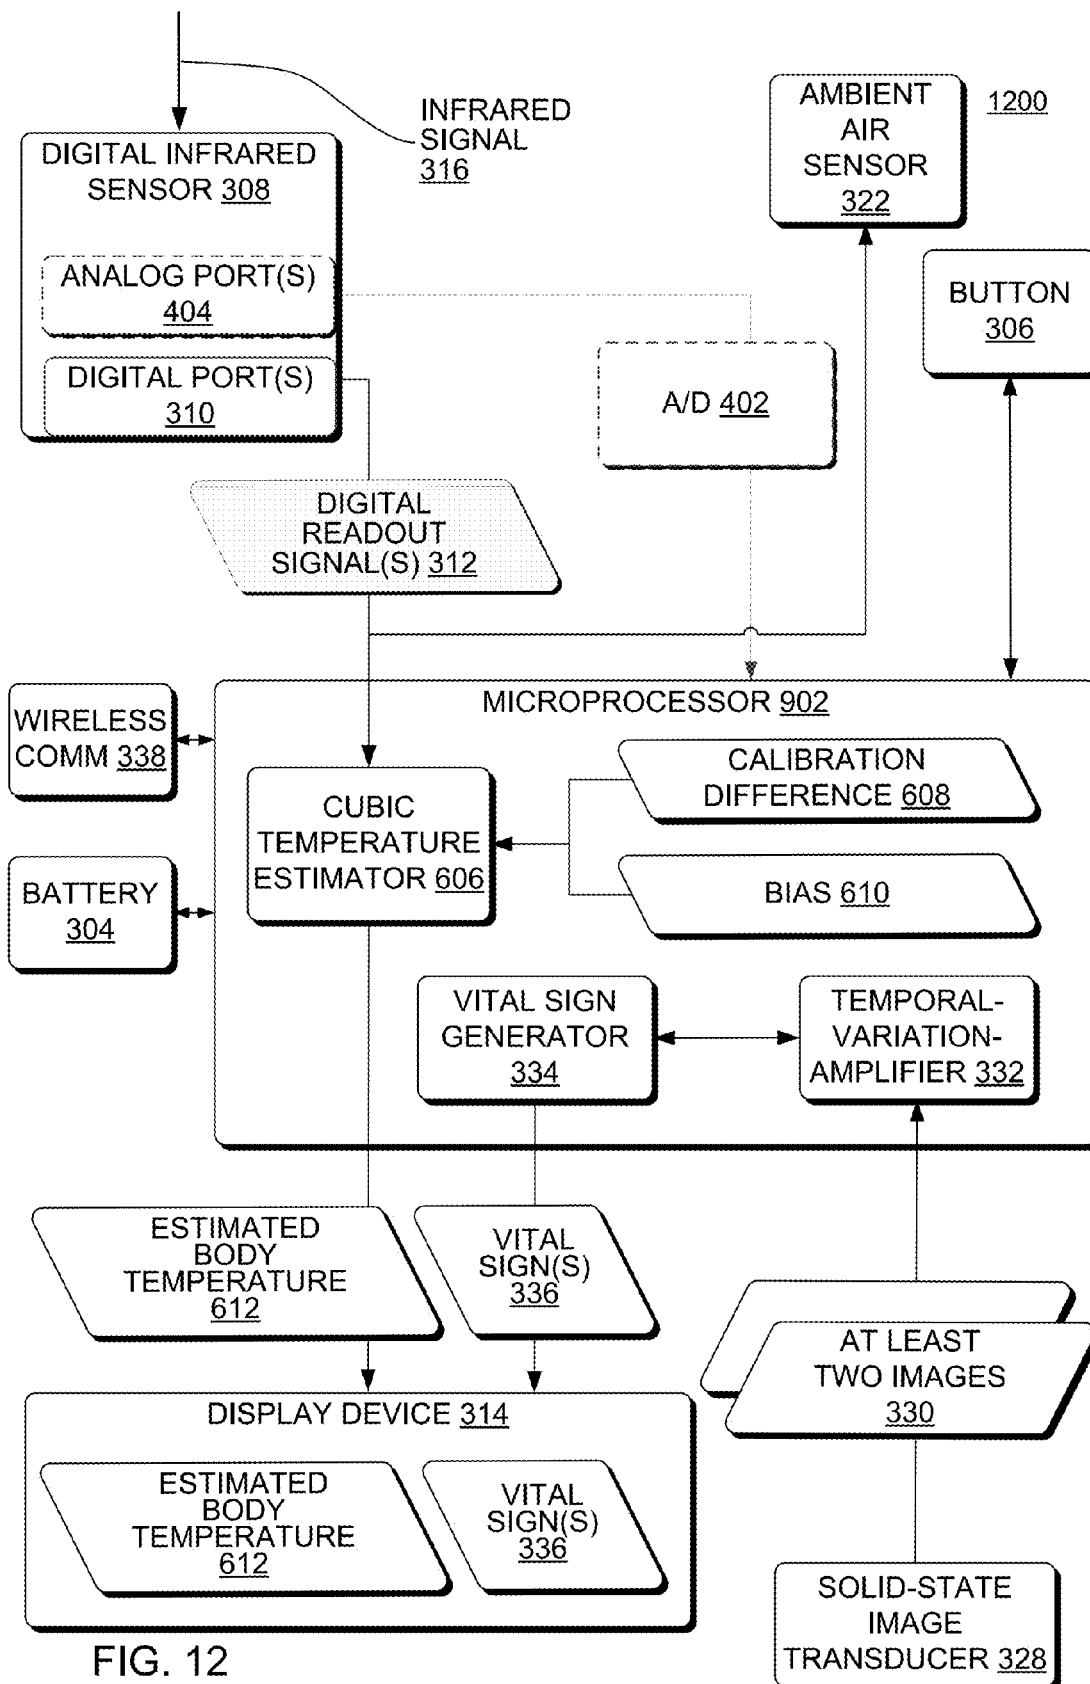 INFRARED
SIGNAL
316
AMBIENT
AIR
SENSOR
322
1200
DIGITAL INFRARED
SENSOR 308
ANALOG PORT(S)
404
DIGITAL PORT(S)
310
A/D 402
BUTTON
306
DIGITAL
READOUT
SIGNAL(S) 312
WIRELESS
COMM 338
BATTERY
304
MICROPROCESSOR 902
CUBIC
TEMPERATURE
ESTIMATOR 606
CALIBRATION
DIFFERENCE 608
BIAS 610
VITAL SIGN
GENERATOR
334
TEMPORAL-
VARIATION-
AMPLIFIER 332
ESTIMATED
BODY
TEMPERATURE
612
VITAL
SIGN(S)
336
AT LEAST
TWO IMAGES
330
DISPLAY DEVICE 314
ESTIMATED
BODY
TEMPERATURE
612
VITAL
SIGN(S)
336
SOLID-STATE
IMAGE
TRANSDUCER 328
FIG. 12